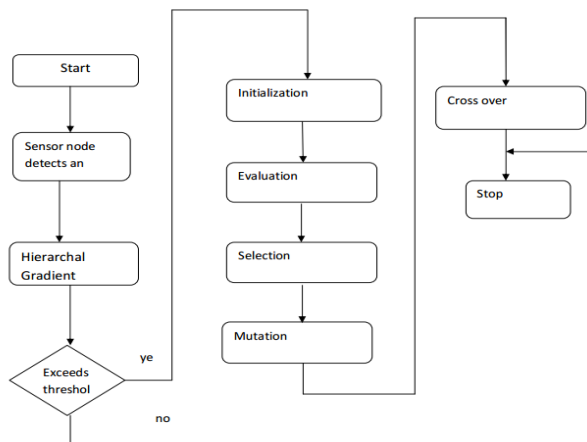 Start
Sensor node
detects an
Hierarchal
Gradient
Exceeds
threshol
ye
no
Initialization
Evaluation
Selection
Mutation
Cross over
Stop